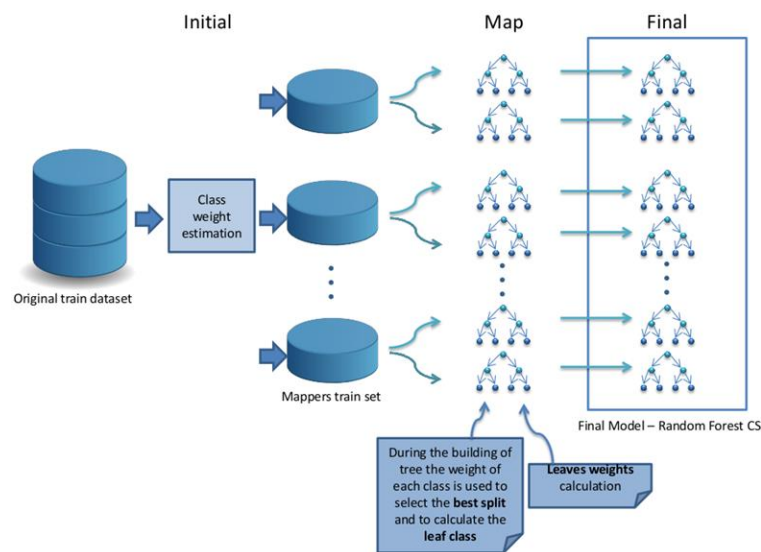 Initial
Map
Final
Class
weight
estimation
Original train dataset
Mappers train set
Final Model – Random Forest CS
During the building of
tree the weight of
each class is used to
select the best split
and to calculate the
leaf class
Leaves weights
calculation